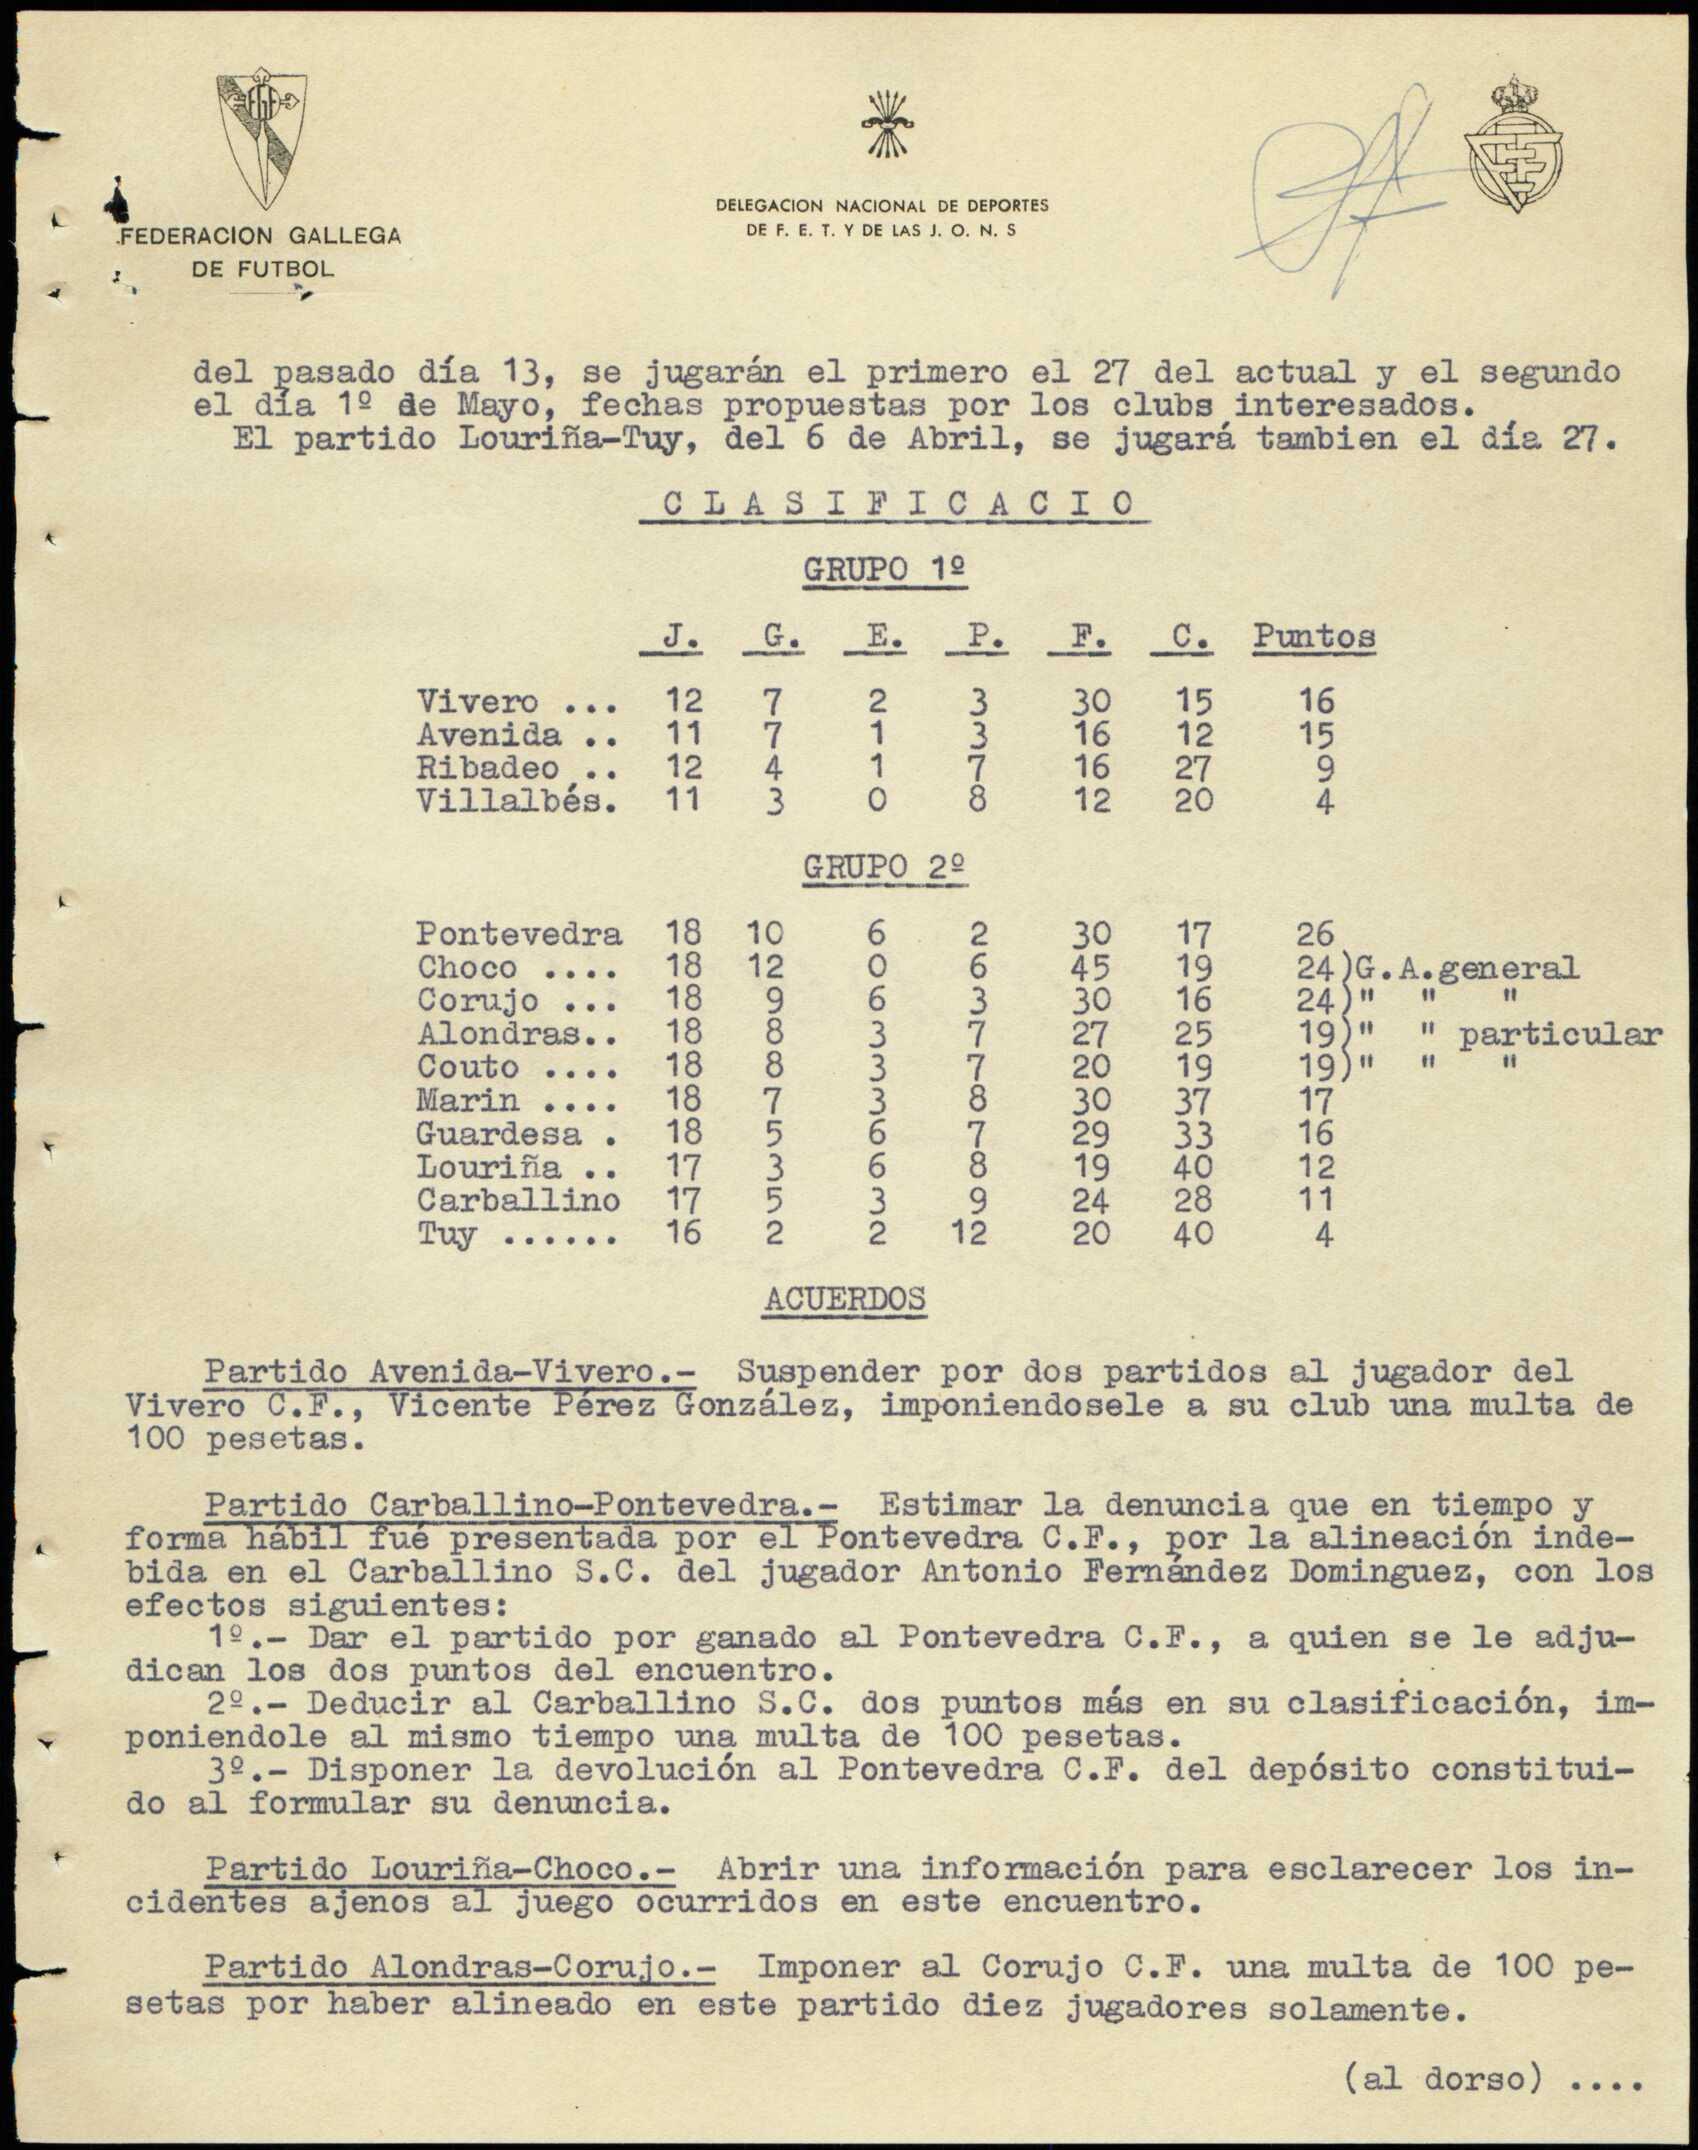 FEDERACION GALLEGA
DE FUTBOL
DELEGACION NACIONAL DE DEPORTES
DE F. E. T. Y DE LAS J. O. N. S
del pasado día 13, se jugarán el primero el 27 del actual y el segundo
el día 1º de Mayo, fechas propuestas por los clubs interesados.
El partido Louriña-Tuy, del 6 de Abril, se jugará tambien el día 27.
C L A S I F I C A C I O
GRUPO 1º
J. G. E. P. F. C. Puntos
Vivero ... 12 7 2 3 30 15 16
Avenida .. 11 7 1 3 16 12 15
Ribadeo .. 12 4 1 7 16 27 9
Villalbés. 11 3 0 8 12 20 4
GRUPO 2º
Pontevedra 18 10 6 2 30 17 26
Choco .... 18 12 0 6 45 19 24)G.A.general
Corujo ... 18 9 6 3 30 16 24)" " "
Alondras.. 18 8 3 7 27 25 19)" " particular
Couto .... 18 8 3 7 20 19 19)" " "
Marin .... 18 7 3 8 30 37 17
Guardesa . 18 5 6 7 29 33 16
Louriña .. 17 3 6 8 19 40 12
Carballino 17 5 3 9 24 28 11
Tuy ...... 16 2 2 12 20 40 4
ACUERDOS
Partido Avenida-Vivero.- Suspender por dos partidos al jugador del
Vivero C.F., Vicente Pérez González, imponiendosele a su club una multa de
100 pesetas.
Partido Carballino-Pontevedra.- Estimar la denuncia que en tiempo y
forma hábil fué presentada por el Pontevedra C.F., por la alineación inde-
bida en el Carballino S.C. del jugador Antonio Fernández Dominguez, con los
efectos siguientes:
1º.- Dar el partido por ganado al Pontevedra C.F., a quien se le adju-
dican los dos puntos del encuentro.
2º.- Deducir al Carballino S.C. dos puntos más en su clasificación, im-
poniendole al mismo tiempo una multa de 100 pesetas.
3º.- Disponer la devolución al Pontevedra C.F. del depósito constitui-
do al formular su denuncia.
Partido Louriña-Choco.- Abrir una información para esclarecer los in-
cidentes ajenos al juego ocurridos en este encuentro.
Partido Alondras-Corujo.- Imponer al Corujo C.F. una multa de 100 pe-
setas por haber alineado en este partido diez jugadores solamente.
(al dorso) ....